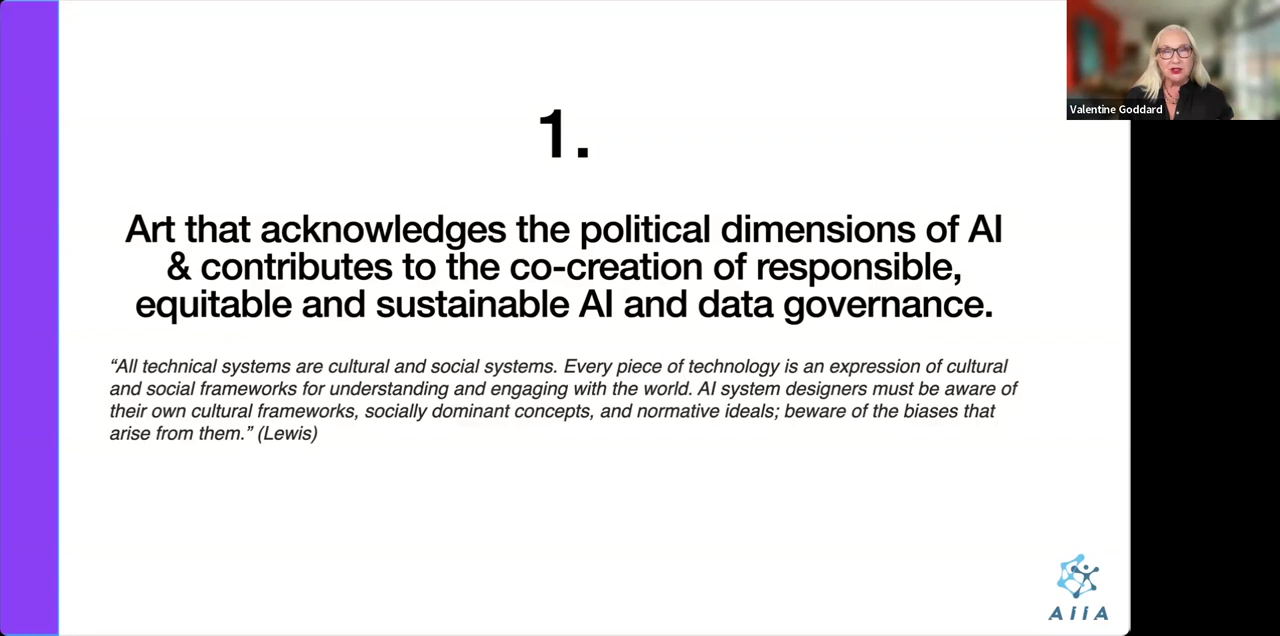 1.
Art that acknowledges the political dimensions of AI
& contributes to the co-creation of responsible,
equitable and sustainable AI and data governance.
“All technical systems are cultural and social systems. Every piece of technology is an expression of cultural
and social frameworks for understanding and engaging with the world. AI system designers must be aware of
their own cultural frameworks, socially dominant concepts, and normative ideals; beware of the biases that
arise from them.” (Lewis)
Valentine Goddard
AiiA